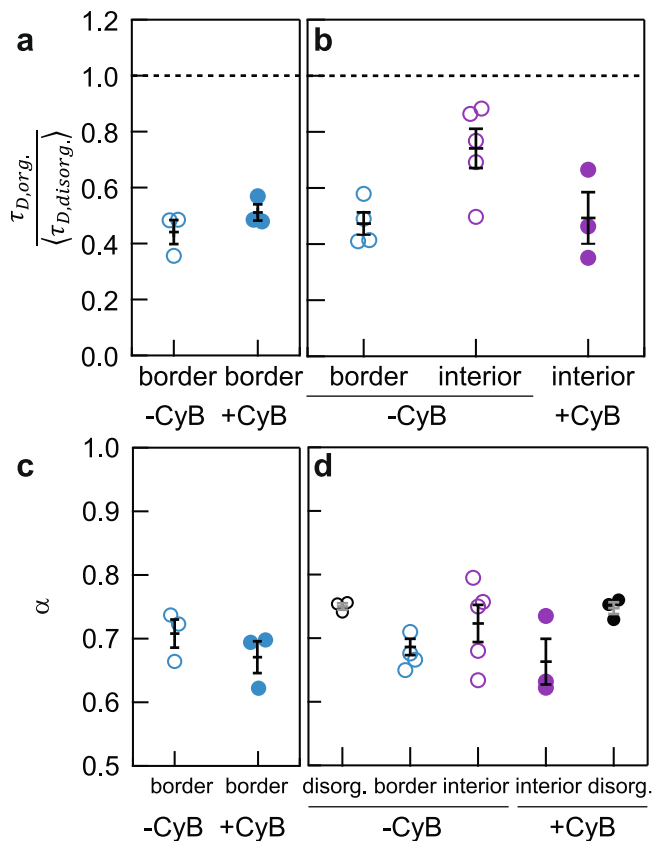 a
b
1.2
1.0
0.8
0.6
0.4
0.2
0.0
τD,org.
⟨τD,disorg.⟩
border border border interior interior
-CyB +CyB -CyB +CyB
c
d
1.0
0.9
0.8
0.7
0.6
0.5
α
border border disorg. border interior interior disorg.
-CyB +CyB -CyB +CyB